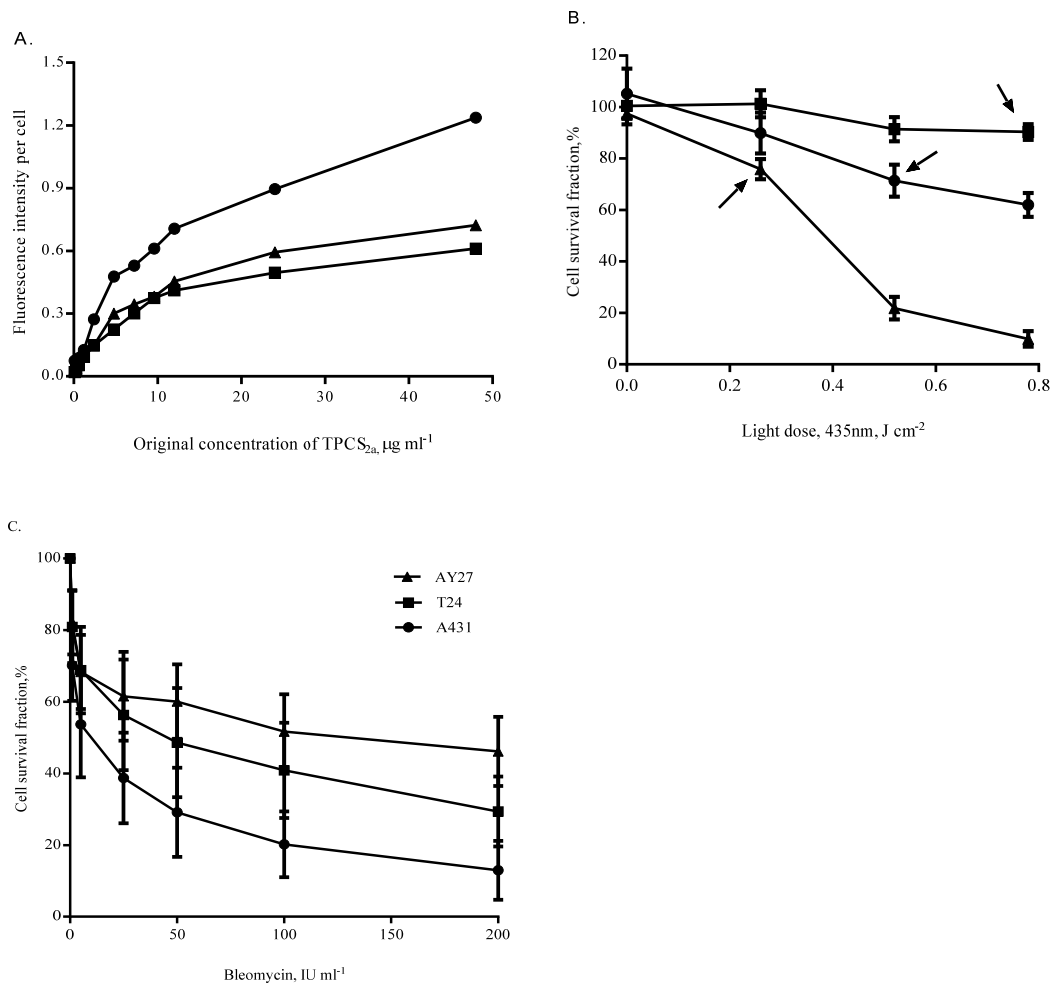 A.
Fluorescence intensity per cell
1.5
1.2
0.9
0.6
0.3
0.0
0 10 20 30 40 50
Original concentration of TPCS2a, μg ml-1
B.
Cell survival fraction,%
120
100
80
60
40
20
0
0.0 0.2 0.4 0.6 0.8
Light dose, 435nm, J cm-2
C.
Cell survival fraction,%
100
80
60
40
20
0
0 50 100 150 200
Bleomycin, IU ml-1
AY27
T24
A431